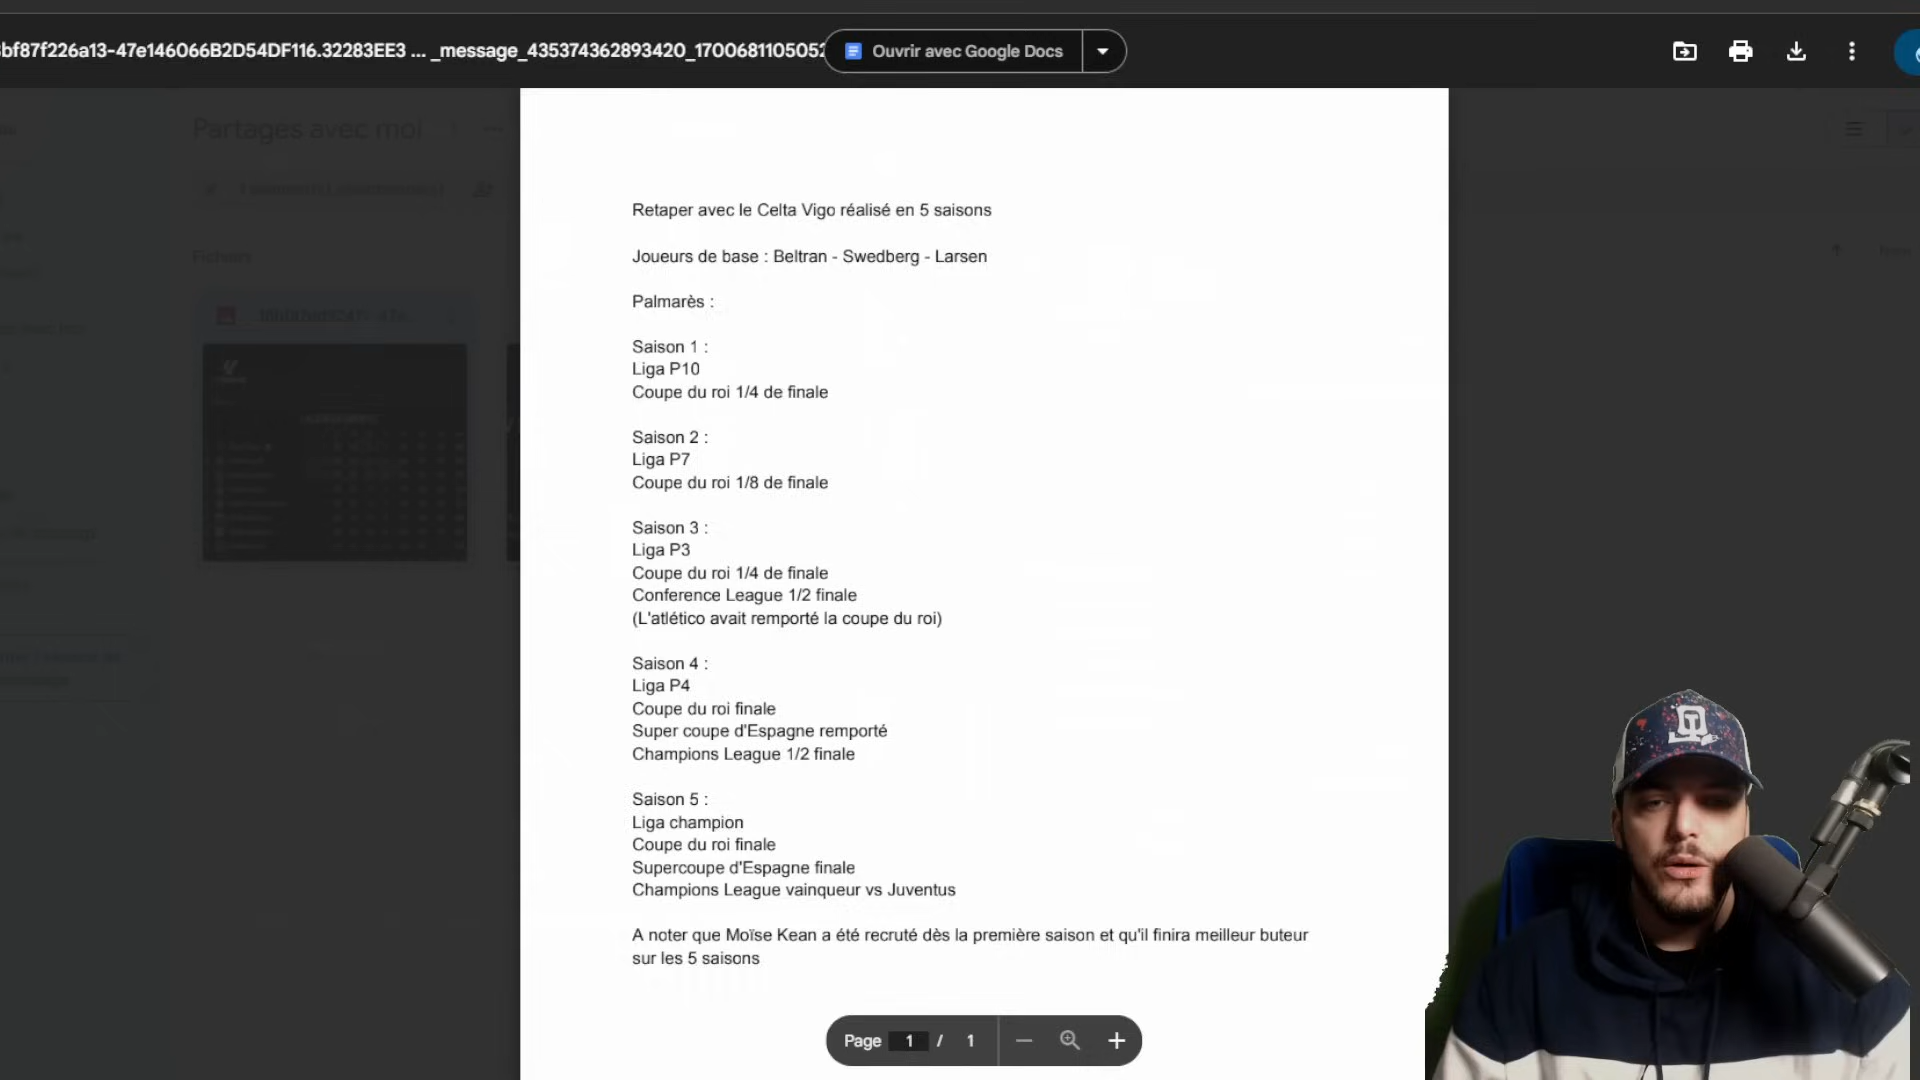 bf87f226a13-47e146066B2D54DF116.32283EE3 ... _message_435374362893420_1700681105052
Ouvrir avec Google Docs
Partagés avec moi
Fichiers
Retaper avec le Celta Vigo réalisé en 5 saisons
Joueurs de base : Beltran - Swedberg - Larsen
Palmarès :
Saison 1 :
Liga P10
Coupe du roi 1/4 de finale
Saison 2 :
Liga P7
Coupe du roi 1/8 de finale
Saison 3 :
Liga P3
Coupe du roi 1/4 de finale
Conference League 1/2 finale
(L'atlético avait remporté la coupe du roi)
Saison 4 :
Liga P4
Coupe du roi finale
Super coupe d'Espagne remporté
Champions League 1/2 finale
Saison 5 :
Liga champion
Coupe du roi finale
Supercoupe d'Espagne finale
Champions League vainqueur vs Juventus
A noter que Moïse Kean a été recruté dès la première saison et qu'il finira meilleur buteur
sur les 5 saisons
Page 1 / 1